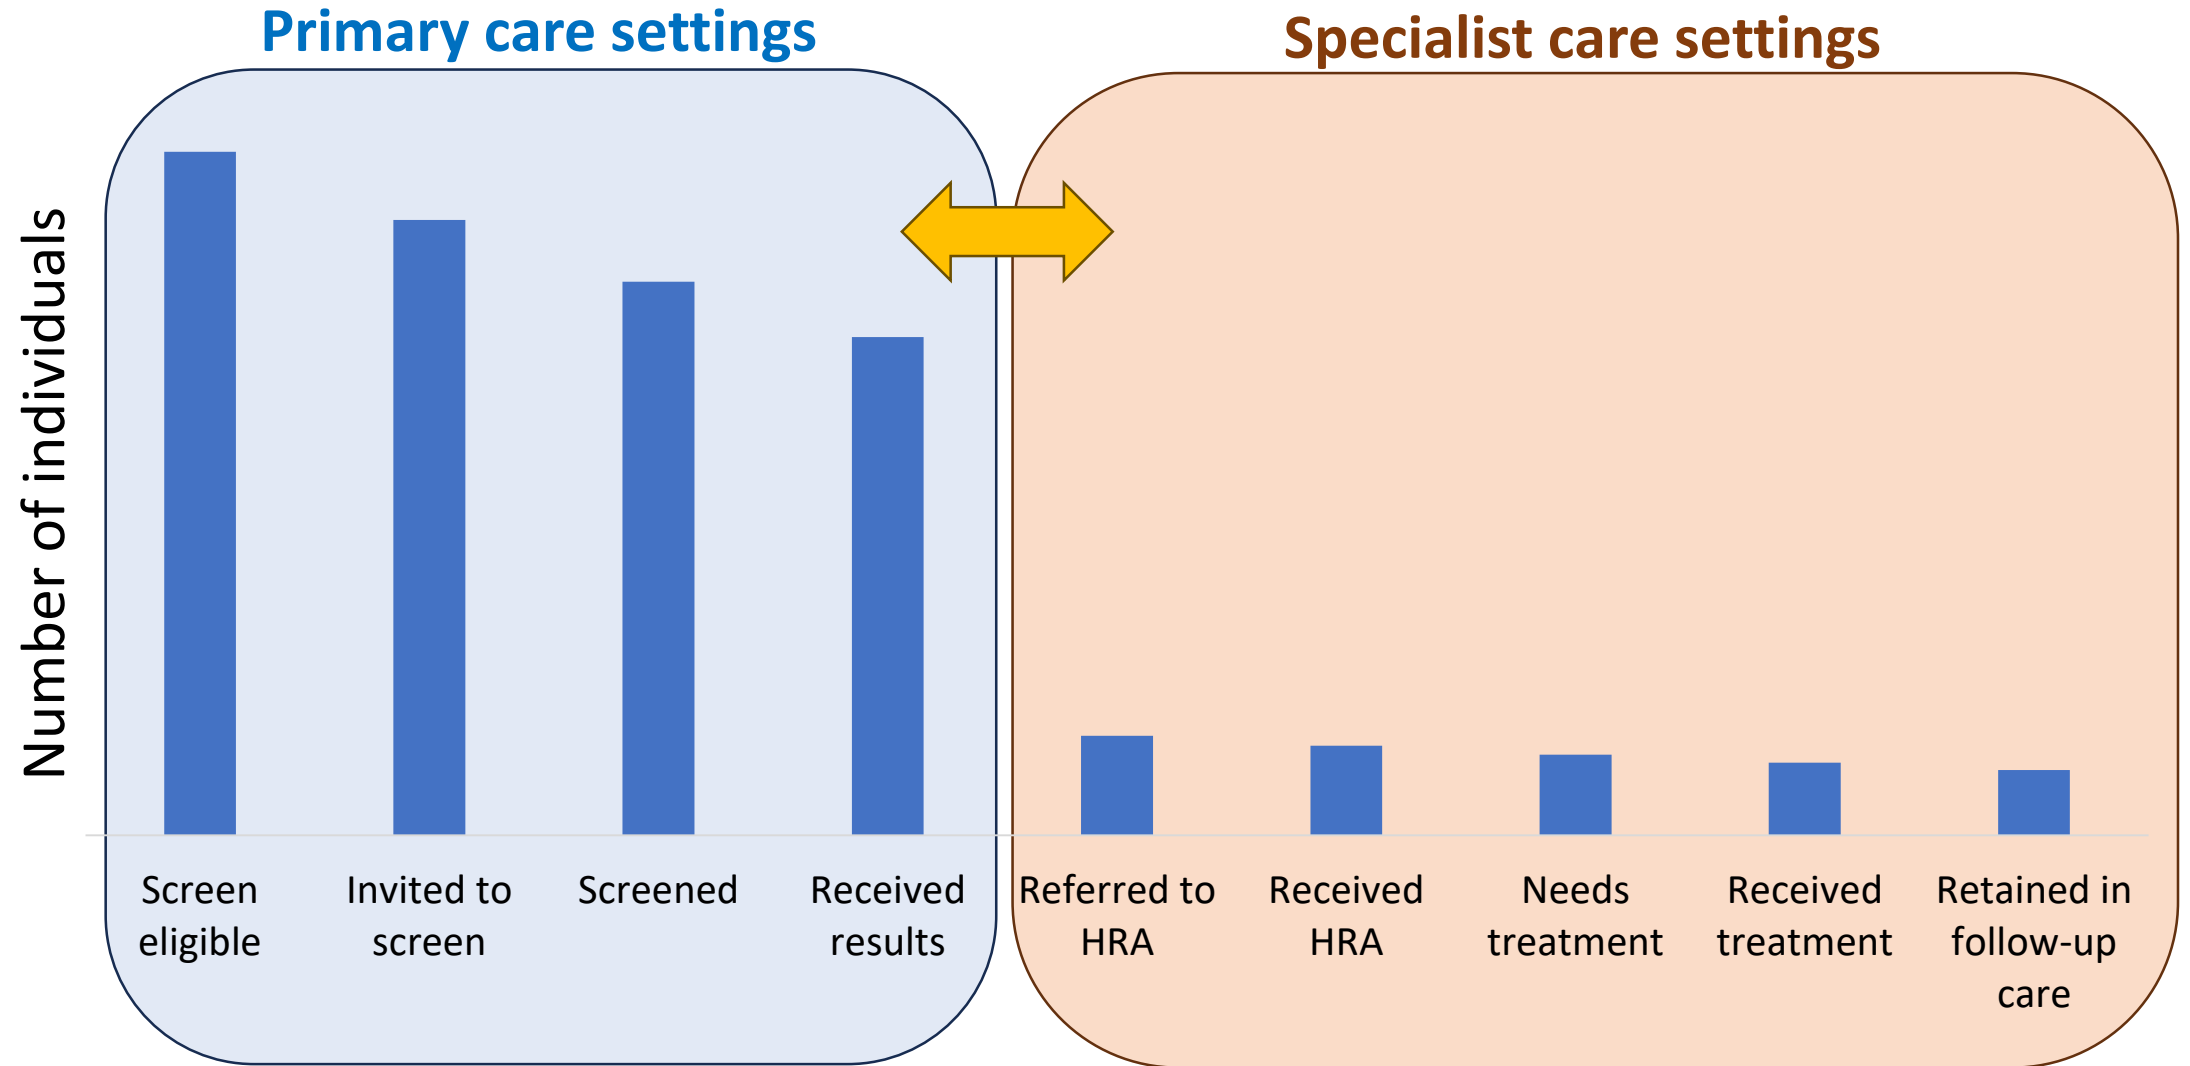 Primary care settings
Specialist care settings
Number of individuals
Screen
eligible
Invited to
screen
Screened
Received
results
Referred to
HRA
Received
HRA
Needs
treatment
Received
treatment
Retained in
follow-up
care